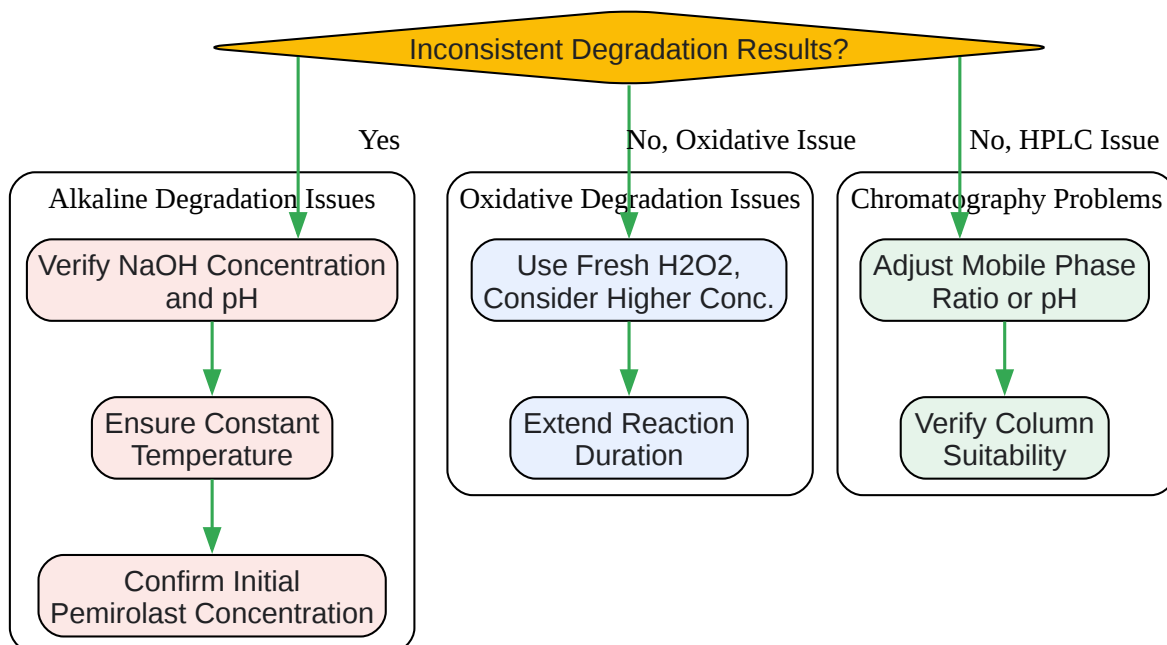 Inconsistent Degradation Results?
Yes
No, Oxidative Issue
No, HPLC Issue
Alkaline Degradation Issues
Verify NaOH Concentration
and pH
Ensure Constant
Temperature
Confirm Initial
Pemirolast Concentration
Oxidative Degradation Issues
Use Fresh H2O2,
Consider Higher Conc.
Extend Reaction
Duration
Chromatography Problems
Adjust Mobile Phase
Ratio or pH
Verify Column
Suitability